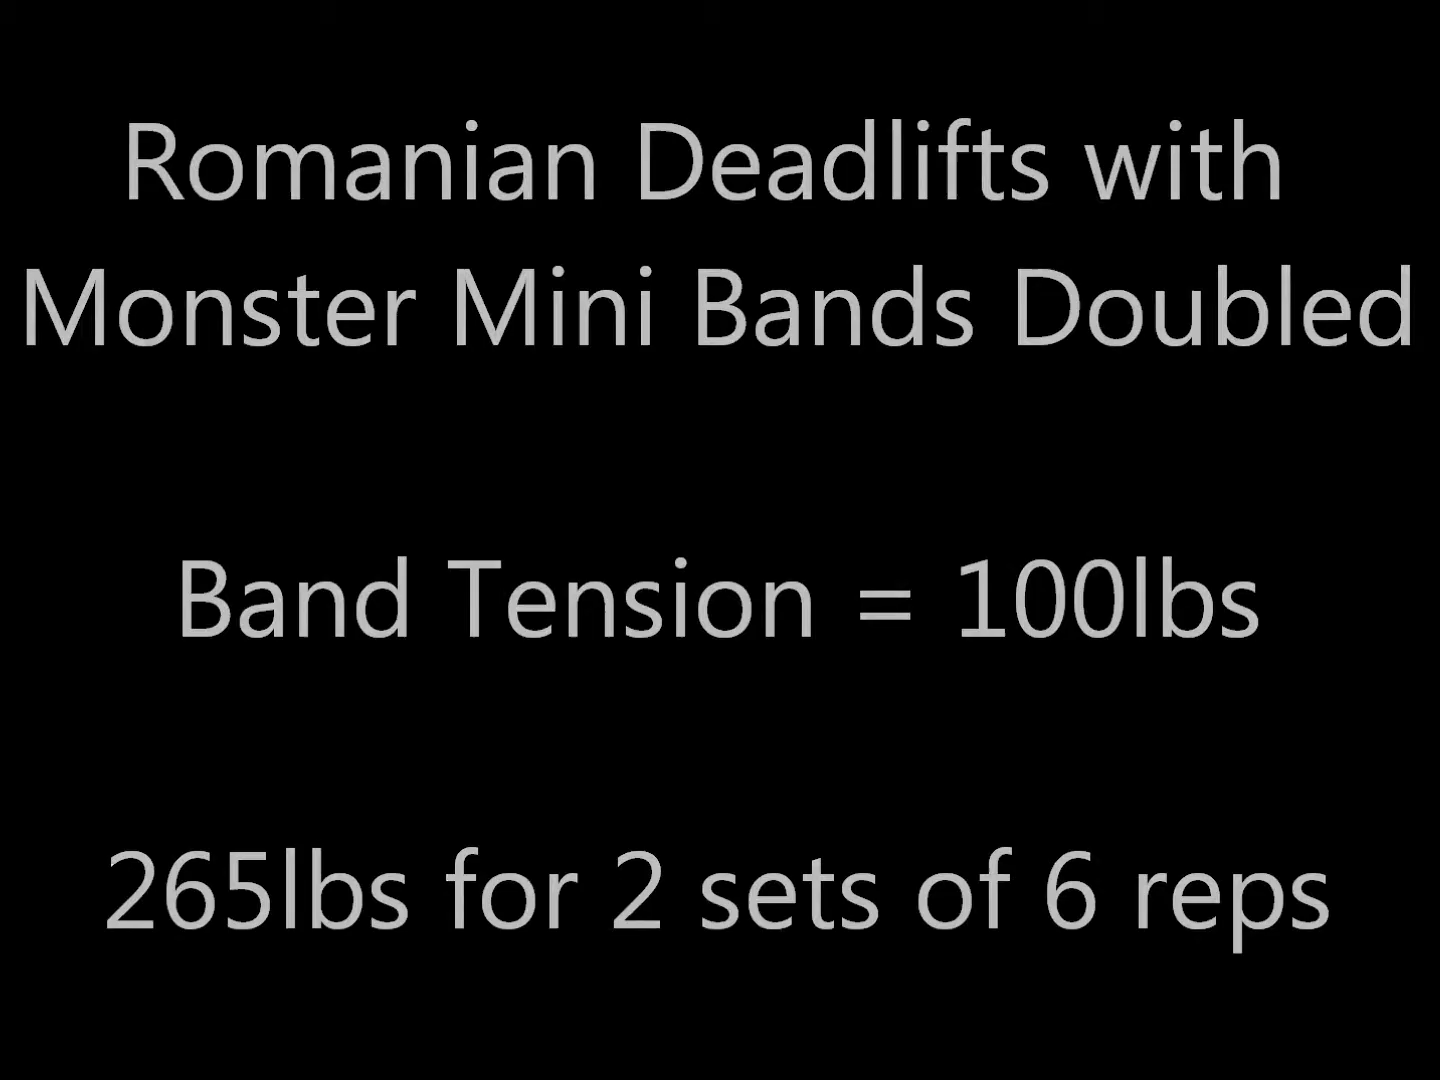 Romanian Deadlifts with
Monster Mini Bands Doubled
Band Tension = 100lbs
265lbs for 2 sets of 6 reps